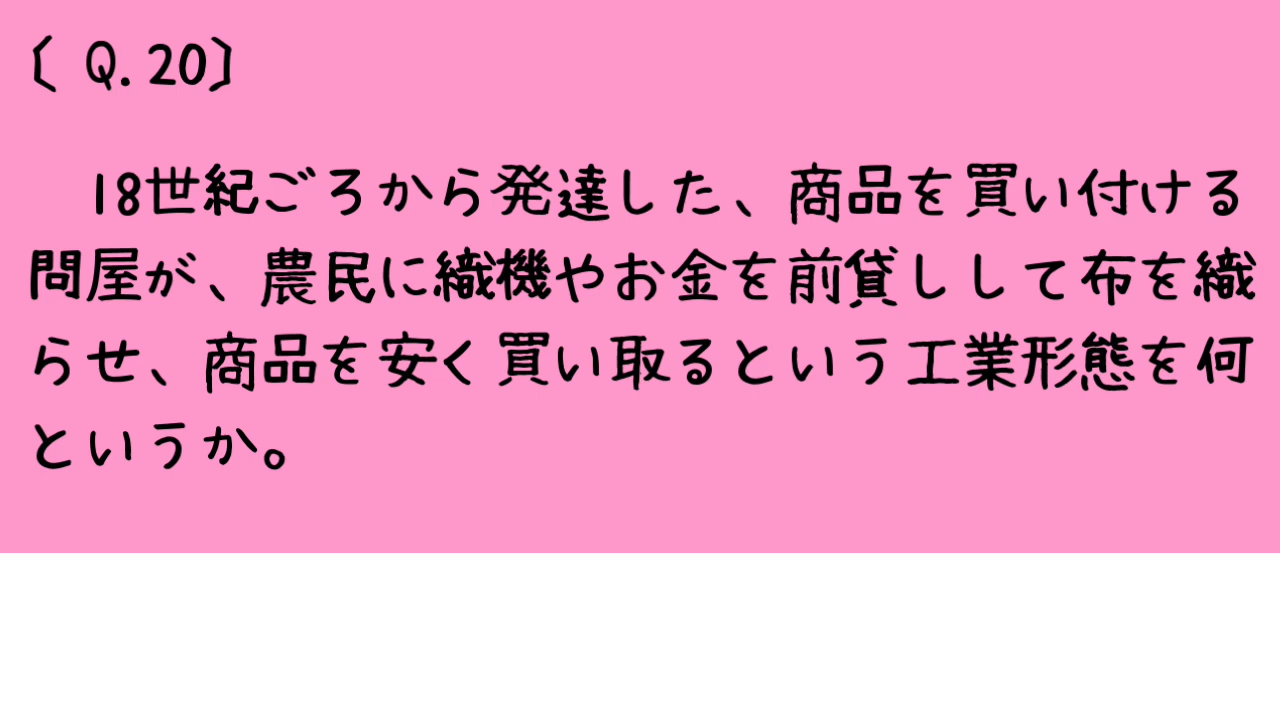 〔 Q.20〕
18世紀ごろから発達した、商品を買い付ける
問屋が、農民に織機やお金を前貸しして布を織
らせ、商品を安く買い取るという工業形態を何
というか。